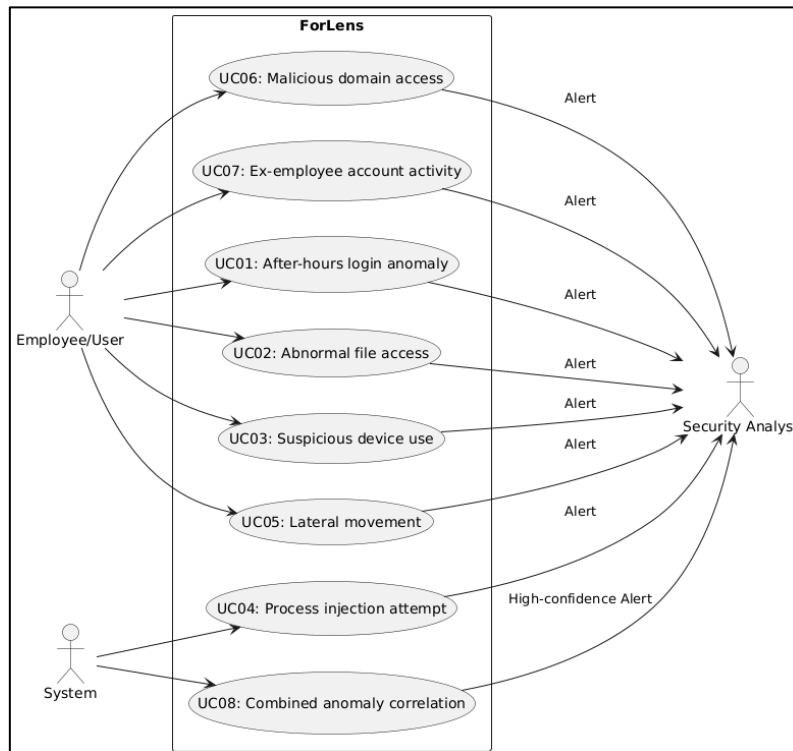 ForLens
UC06: Malicious domain access
Alert
UC07: Ex-employee account activity
Alert
UC01: After-hours login anomaly
Alert
Employee/User
UC02: Abnormal file access
Alert
Alert
UC03: Suspicious device use
Security Analys
Alert
UC05: Lateral movement
Alert
UC04: Process injection attempt
High-confidence Alert
System
UC08: Combined anomaly correlation